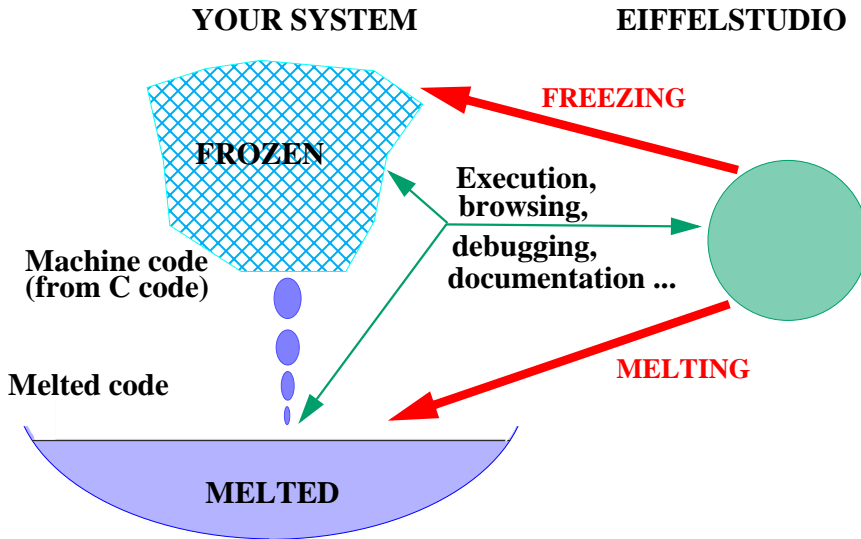 YOUR SYSTEM
EIFFELSTUDIO
FREEZING
FROZEN
Execution,
browsing,
debugging,
documentation ...
Machine code
(from C code)
MELTING
Melted code
MELTED